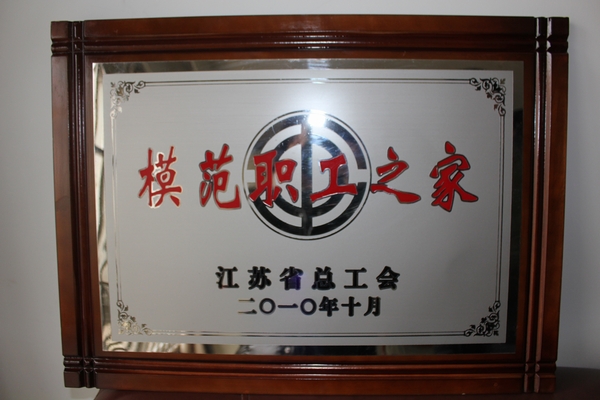 模范职工之家
江苏省总工会
二〇一〇年十月